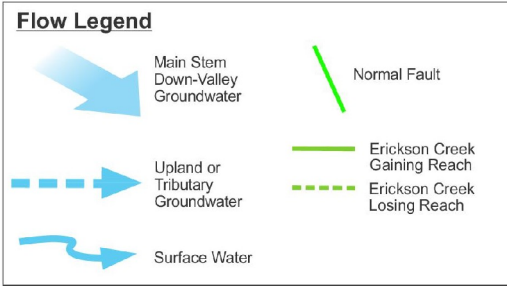 Flow Legend
Main Stem
Down-Valley
Groundwater
Upland or
Tributary
Groundwater
Surface Water
Normal Fault
Erickson Creek
Gaining Reach
Erickson Creek
Losing Reach